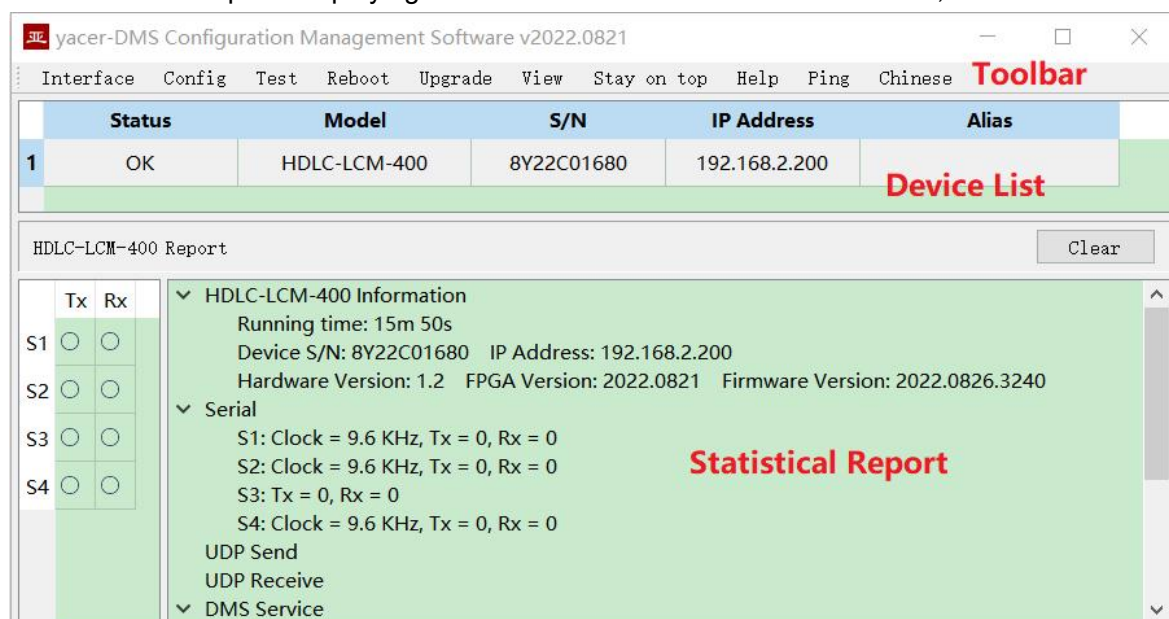 yacer-DMS Configuration Management Software v2022.0821
Interface Config Test Reboot Upgrade View Stay on top Help Ping Chinese Toolbar
Status Model S/N IP Address Alias
1 OK HDLC-LCM-400 8Y22C01680 192.168.2.200
Device List
HDLC-LCM-400 Report Clear
Tx Rx
S1
S2
S3
S4
HDLC-LCM-400 Information
Running time: 15m 50s
Device S/N: 8Y22C01680 IP Address: 192.168.2.200
Hardware Version: 1.2 FPGA Version: 2022.0821 Firmware Version: 2022.0826.3240
Serial
S1: Clock = 9.6 KHz, Tx = 0, Rx = 0
S2: Clock = 9.6 KHz, Tx = 0, Rx = 0
Statistical Report
S3: Tx = 0, Rx = 0
S4: Clock = 9.6 KHz, Tx = 0, Rx = 0
UDP Send
UDP Receive
DMS Service